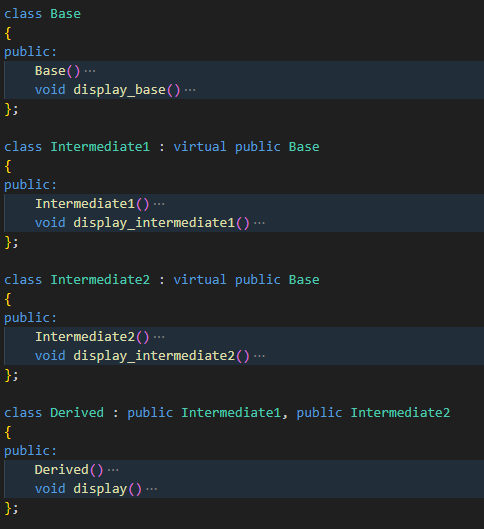 class Base
{
public:
    Base()···
    void display_base()···
};

class Intermediate1 : virtual public Base
{
public:
    Intermediate1()···
    void display_intermediate1()···
};

class Intermediate2 : virtual public Base
{
public:
    Intermediate2()···
    void display_intermediate2()···
};

class Derived : public Intermediate1, public Intermediate2
{
public:
    Derived()···
    void display()···
};